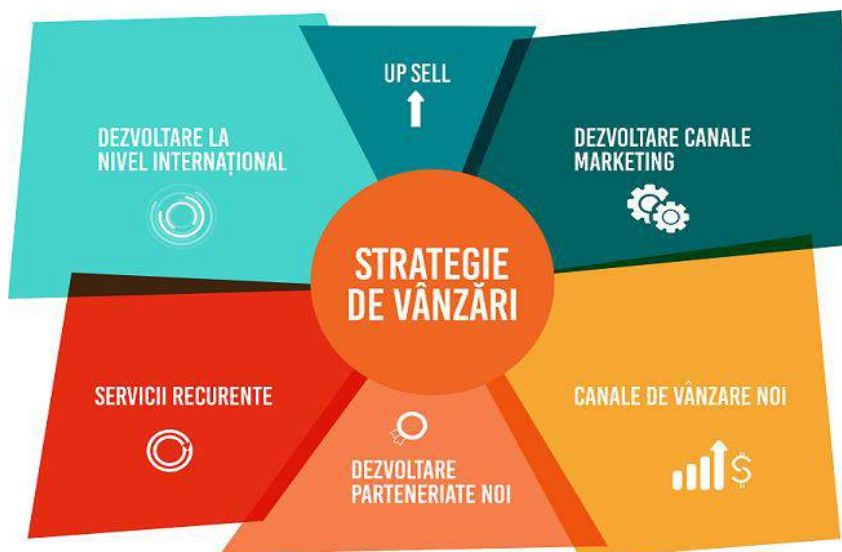 UP SELL
DEZVOLTARE LA
NIVEL INTERNAȚIONAL
DEZVOLTARE CANALE
MARKETING
STRATEGIE
DE VÂNZĂRI
SERVICII RECURENTE
CANALE DE VÂNZARE NOI
$
DEZVOLTARE
PARTENERIATE NOI